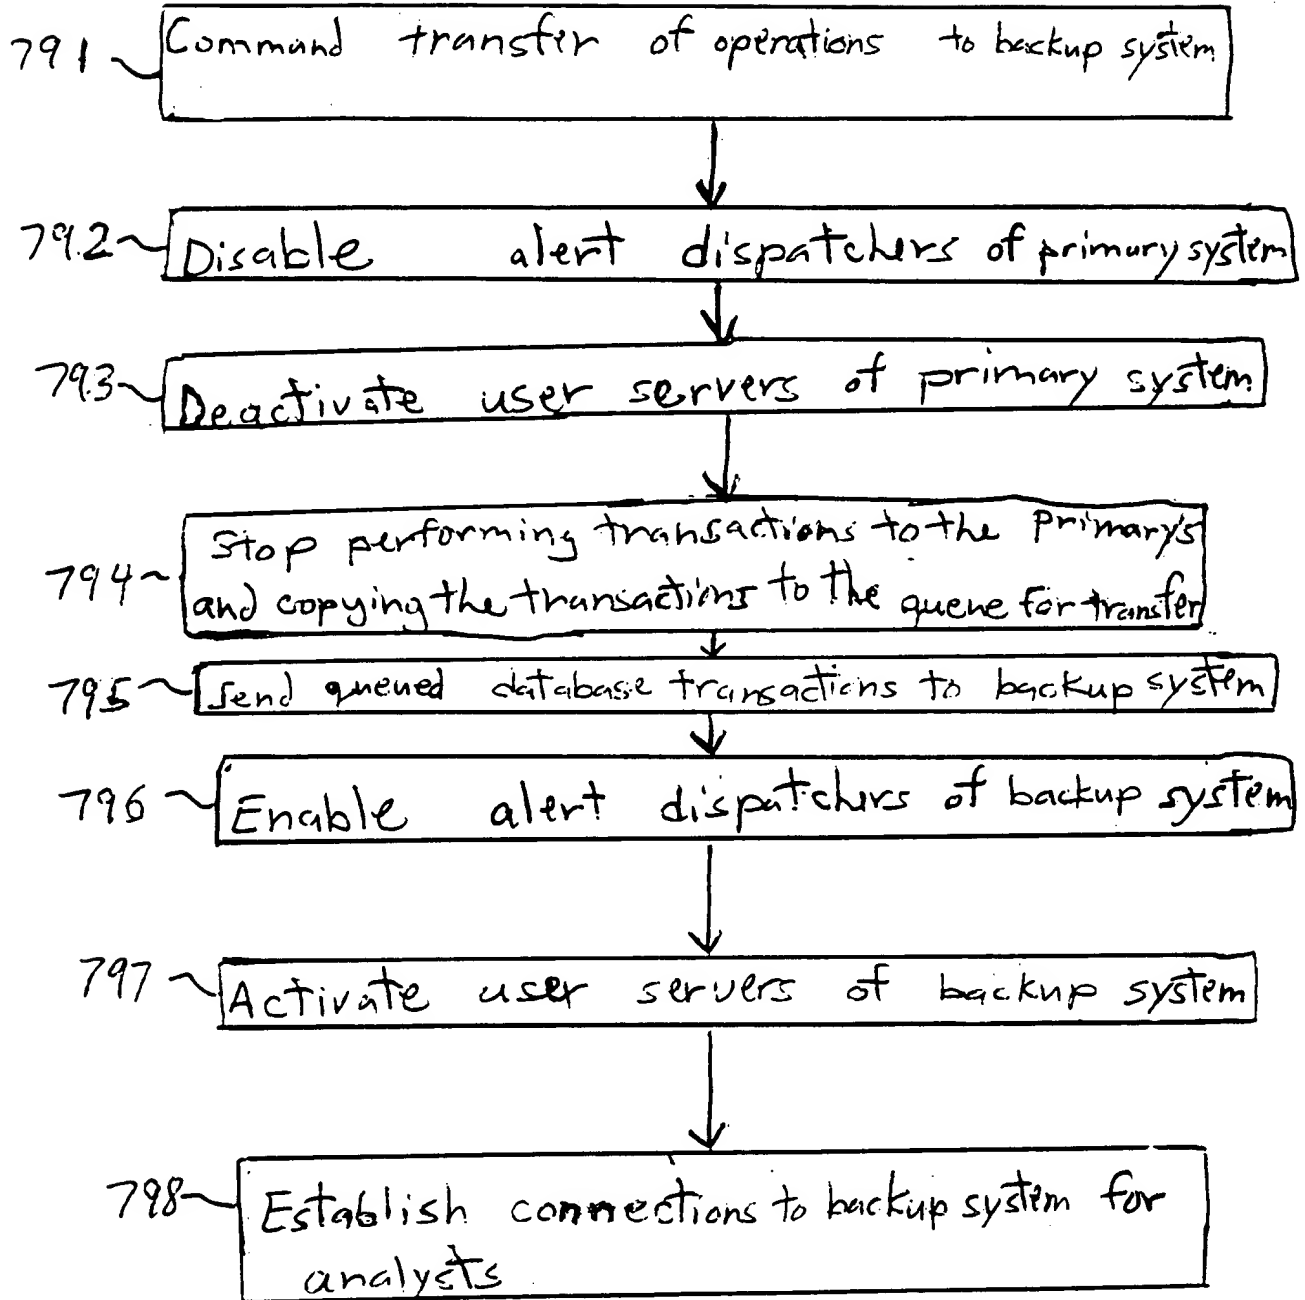 791 Command transfer of operations to backup system
792 Disable alert dispatchers of primary system
793 Deactivate user servers of primary system
Stop performing transactions to the Primary's
794 and copying the transactions to the queue for transfer
795 Send queued database transactions to backup system
796 Enable alert dispatchers of backup system
797 Activate user servers of backup system
798 Establish connections to backup system for
analysts